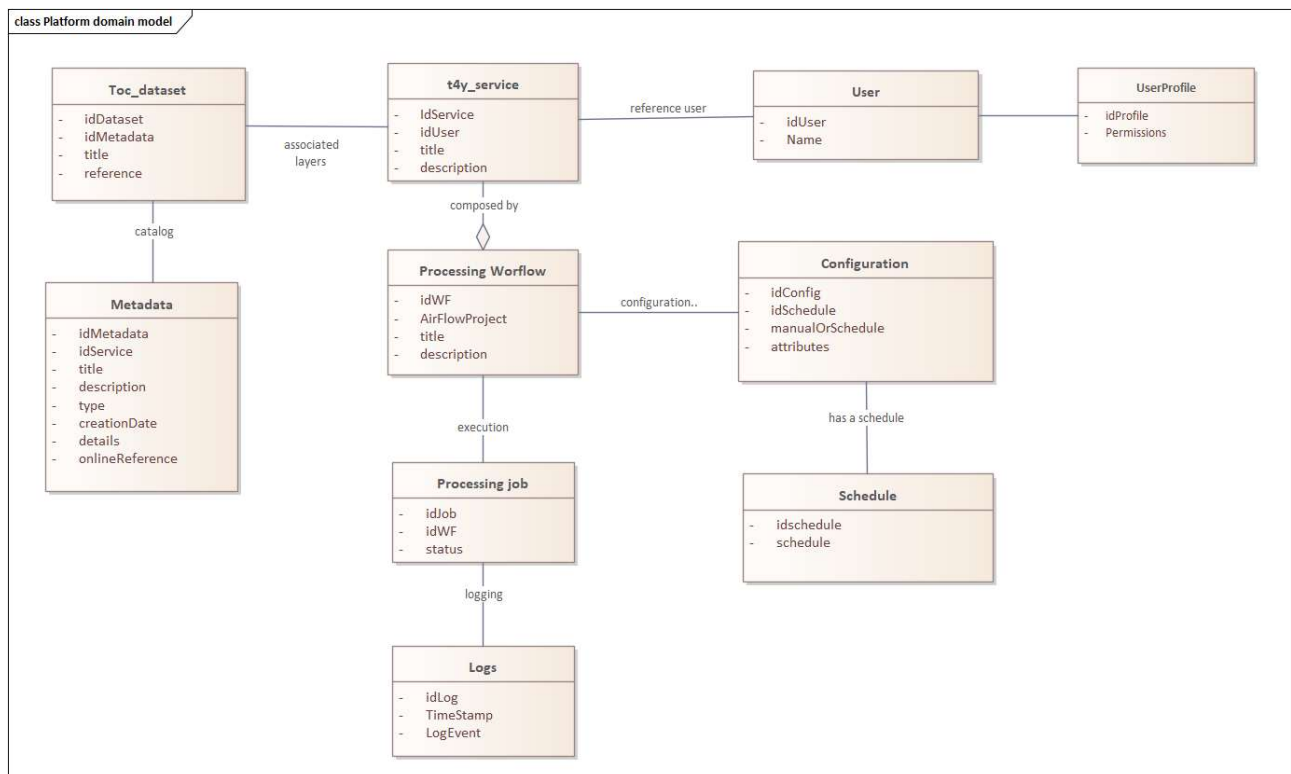 class Platform domain model
Toc_dataset
- idDataset
- idMetadata
- title
- reference
associated
layers
t4y_service
- IdService
- idUser
- title
- description
reference user
User
- idUser
- Name
UserProfile
- idProfile
- Permissions
catalog
composed by
Metadata
- idMetadata
- idService
- title
- description
- type
- creationDate
- details
- onlineReference
Processing Worflow
- idWF
- AirFlowProject
- title
- description
configuration..
Configuration
- idConfig
- idSchedule
- manualOrSchedule
- attributes
execution
has a schedule
Processing job
- idJob
- idWF
- status
Schedule
- idschedule
- schedule
logging
Logs
- idLog
- TimeStamp
- LogEvent